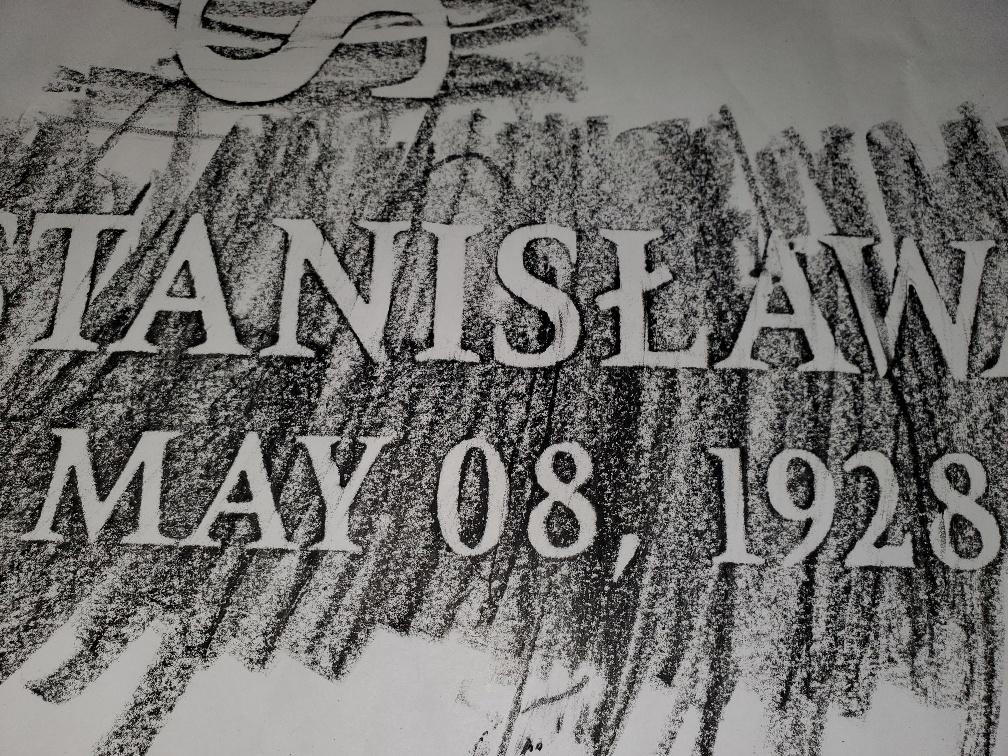 STANISŁAW
MAY 08, 1928